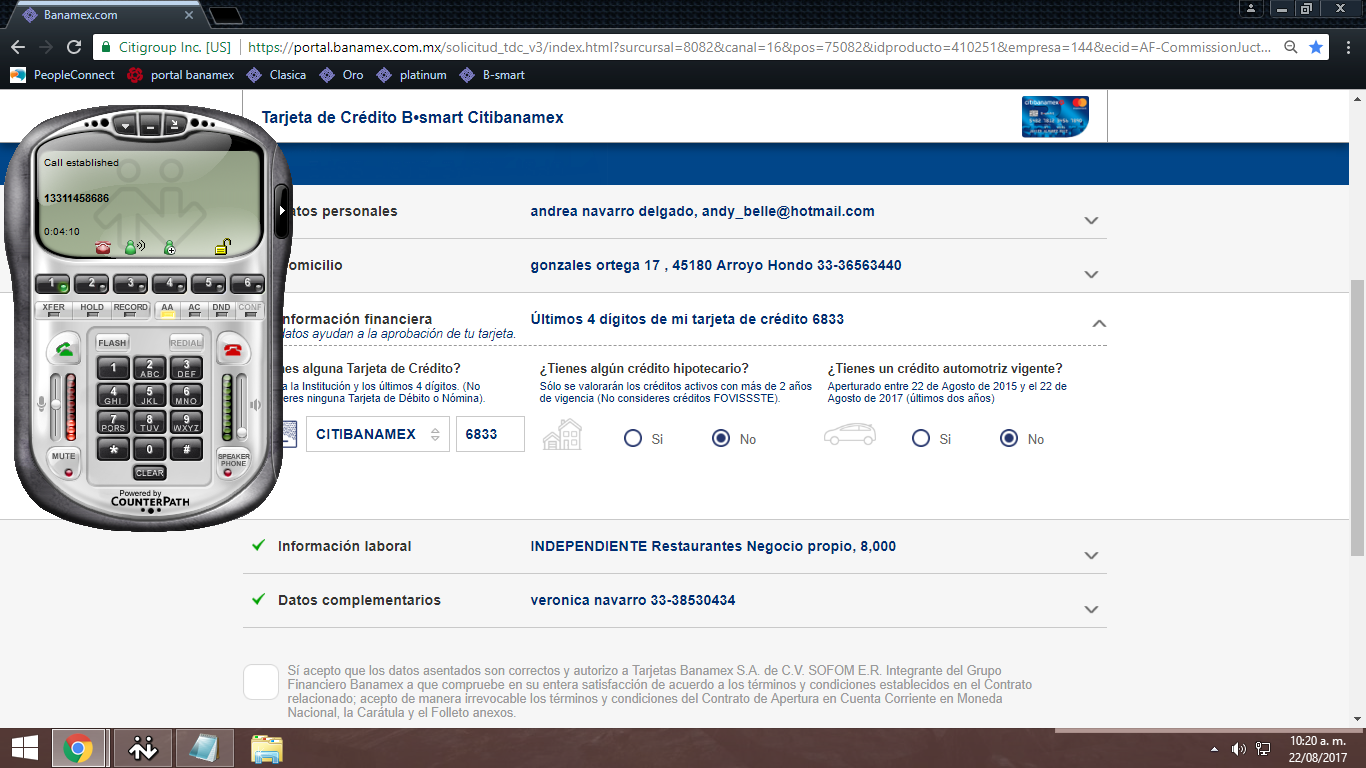 Banamex.com
Citigroup Inc. [US]
https://portal.banamex.com.mx/solicitud_tdc_v3/index.html?surcursal=8082&canal=16&pos=75082&idproducto=410251&empresa=144&ecid=AF-CommissionJuct...
PeopleConnect
portal banamex
Clasica
Oro
platinum
B-smart
Tarjeta de Crédito B•smart Citibanamex
citibanamex
atos personales
andrea navarro delgado, andy_belle@hotmail.com
omicilio
gonzales ortega 17 , 45180 Arroyo Hondo 33-36563440
nformación financiera
Últimos 4 dígitos de mi tarjeta de crédito 6833
datos ayudan a la aprobación de tu tarjeta.
nes alguna Tarjeta de Crédito?
¿Tienes algún crédito hipotecario?
¿Tienes un crédito automotriz vigente?
a la Institución y los últimos 4 dígitos. (No
eres ninguna Tarjeta de Débito o Nómina).
Sólo se valorarán los créditos activos con más de 2 años
de vigencia (No consideres créditos FOVISSSTE).
Aperturado entre 22 de Agosto de 2015 y el 22 de
Agosto de 2017 (últimos dos años)
CITIBANAMEX
6833
Si
No
Si
No
Información laboral
INDEPENDIENTE Restaurantes Negocio propio, 8,000
Datos complementarios
veronica navarro 33-38530434
Sí acepto que los datos asentados son correctos y autorizo a Tarjetas Banamex S.A. de C.V. SOFOM E.R. Integrante del Grupo
Financiero Banamex a que compruebe en su entera satisfacción de acuerdo a los términos y condiciones establecidos en el Contrato
relacionado; acepto de manera irrevocable los términos y condiciones del Contrato de Apertura en Cuenta Corriente en Moneda
Nacional, la Carátula y el Folleto anexos.
Call established
13311458686
0:04:10
1 2 3 4 5 6
XFER HOLD RECORD AA AC DND CONF
FLASH REDIAL
1 2 ABC 3 DEF
4 GHI 5 JKL 6 MNO
7 PQRS 8 TUV 9 WXYZ
* 0 #
MUTE
SPEAKER
PHONE
CLEAR
Powered by
COUNTERPATH
10:20 a. m.
22/08/2017